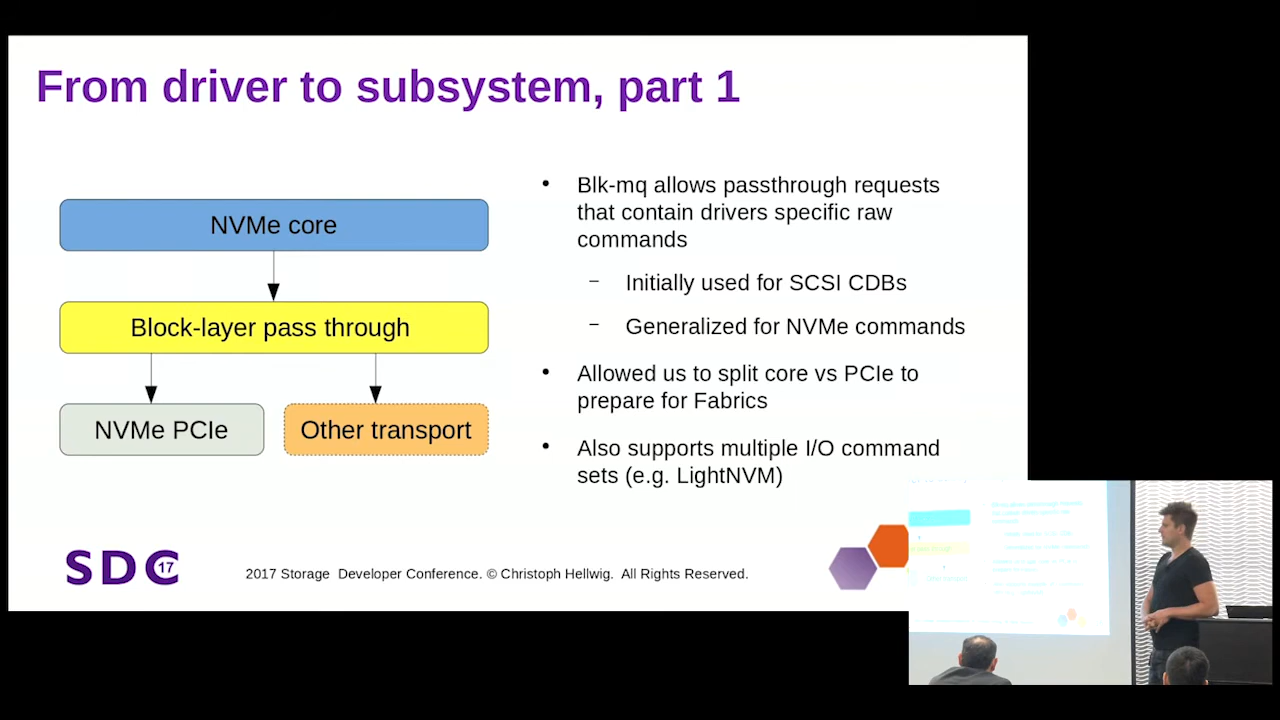 From driver to subsystem, part 1
NVMe core
Block-layer pass through
NVMe PCIe
Other transport
• Blk-mq allows passthrough requests
that contain drivers specific raw
commands
– Initially used for SCSI CDBs
– Generalized for NVMe commands
• Allowed us to split core vs PCIe to
prepare for Fabrics
• Also supports multiple I/O command
sets (e.g. LightNVM)
SDC 17
2017 Storage Developer Conference. © Christoph Hellwig. All Rights Reserved.